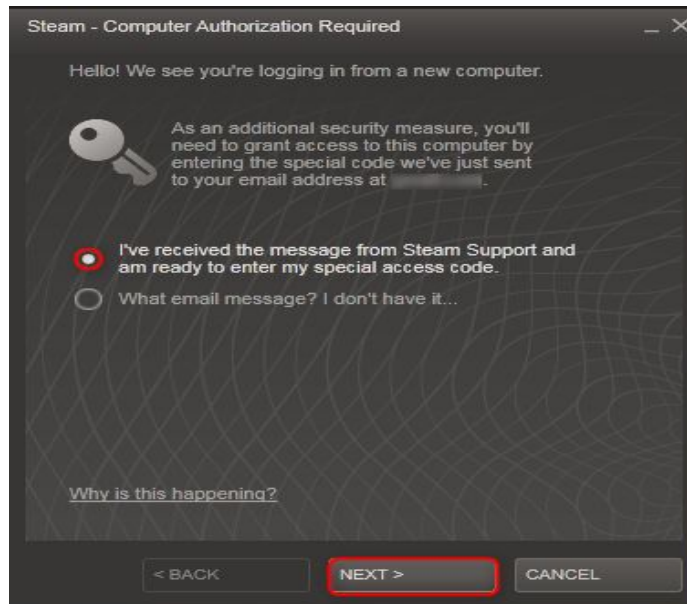 Steam - Computer Authorization Required
Hello! We see you're logging in from a new computer.
As an additional security measure, you'll
need to grant access to this computer by
entering the special code we've just sent
to your email address at .
I've received the message from Steam Support and
am ready to enter my special access code.
What email message? I don't have it...
Why is this happening?
< BACK
NEXT >
CANCEL